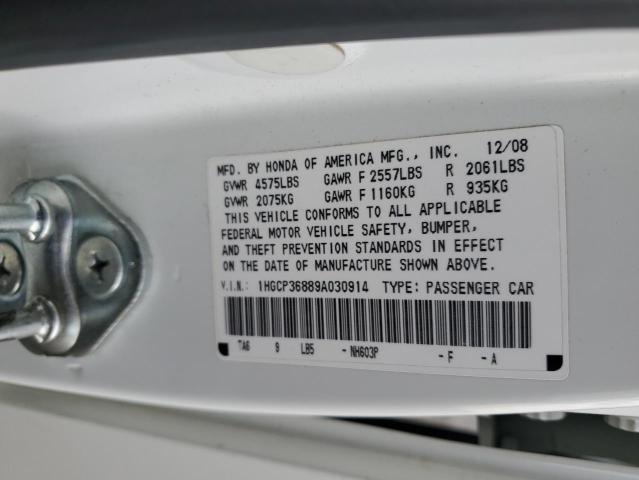 MFD. BY HONDA OF AMERICA MFG., INC. 12/08
GVWR 4575LBS GAWR F 2557LBS R 2061LBS
GVWR 2075KG GAWR F 1160KG R 935KG
THIS VEHICLE CONFORMS TO ALL APPLICABLE
FEDERAL MOTOR VEHICLE SAFETY, BUMPER,
AND THEFT PREVENTION STANDARDS IN EFFECT
ON THE DATE OF MANUFACTURE SHOWN ABOVE.
V.I.N.: 1HGCP36889A030914 TYPE: PASSENGER CAR
TA6 9 LB5 -NH603P -F -A